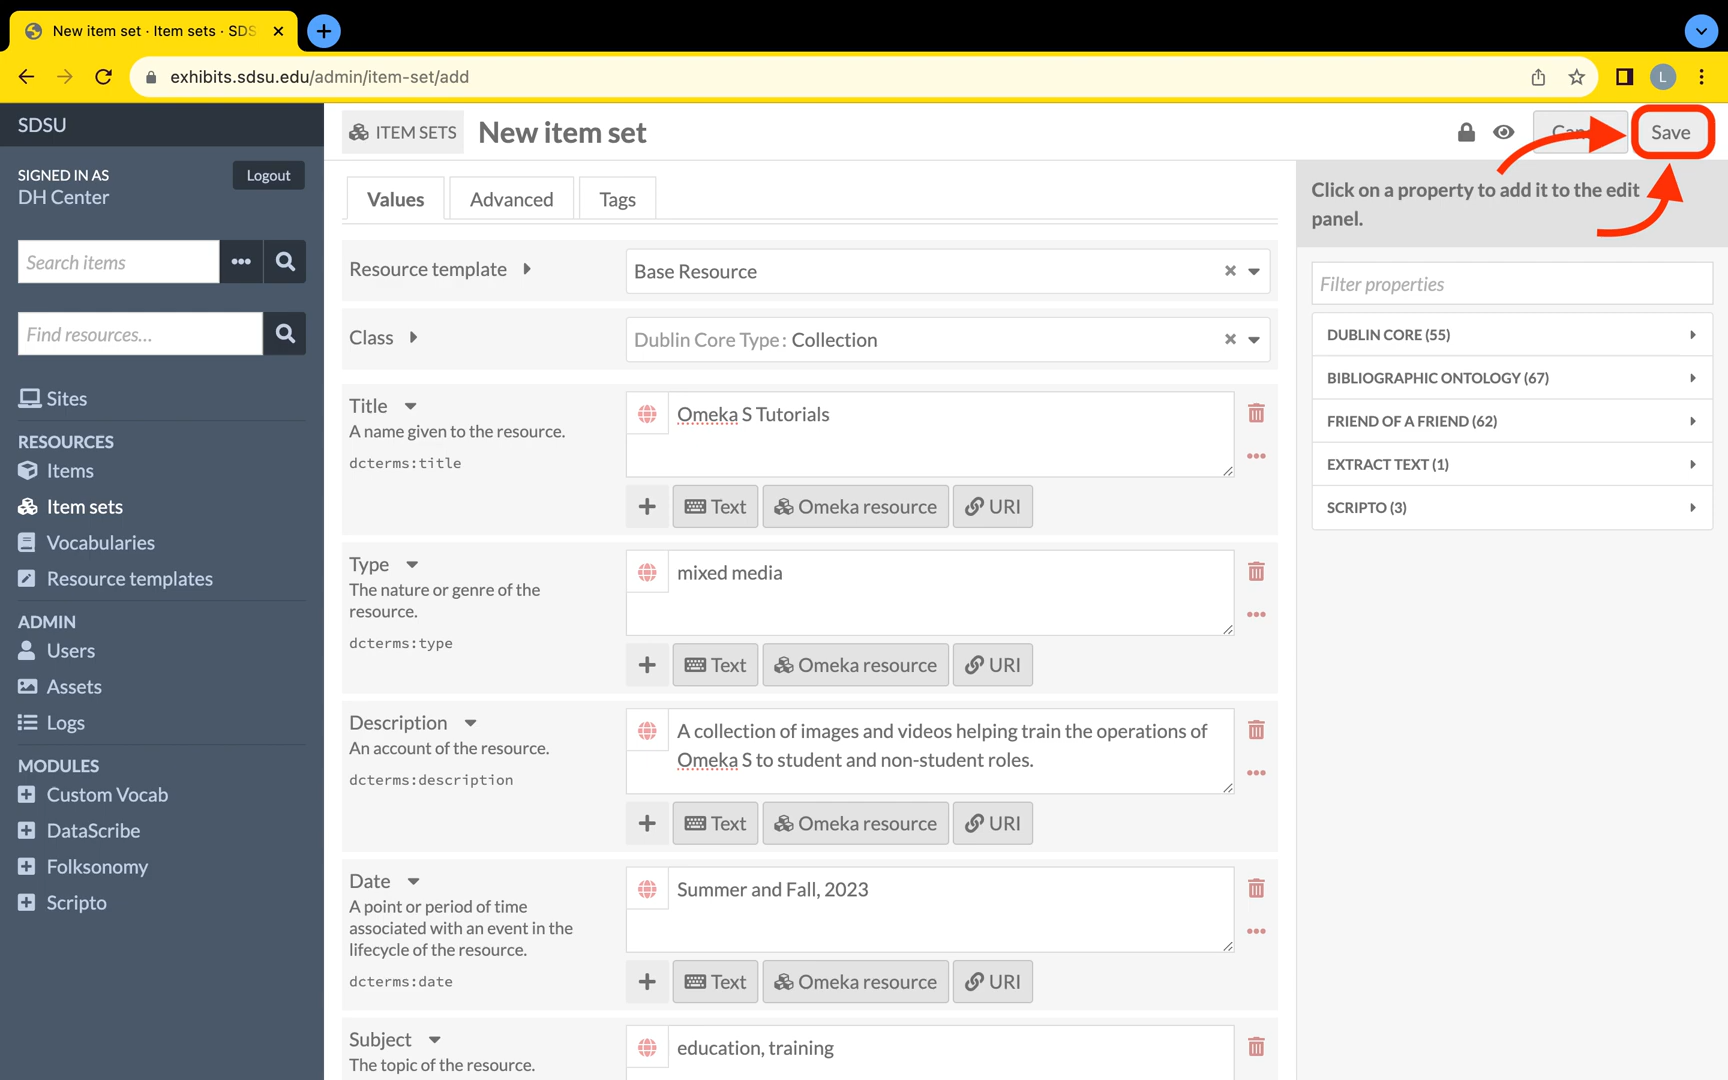 New item set · Item sets · SDS
exhibits.sdsu.edu/admin/item-set/add
L
SDSU
SIGNED IN AS
DH Center
Logout
Search items
Find resources...
Sites
RESOURCES
Items
Item sets
Vocabularies
Resource templates
ADMIN
Users
Assets
Logs
MODULES
Custom Vocab
DataScribe
Folksonomy
Scripto
ITEM SETS
New item set
Save
Values
Advanced
Tags
Resource template
Base Resource
Class
Dublin Core Type: Collection
Title
A name given to the resource.
dcterms:title
Omeka S Tutorials
Text
Omeka resource
URI
Type
The nature or genre of the
resource.
dcterms:type
mixed media
Text
Omeka resource
URI
Description
An account of the resource.
dcterms:description
A collection of images and videos helping train the operations of
Omeka S to student and non-student roles.
Text
Omeka resource
URI
Date
A point or period of time
associated with an event in the
lifecycle of the resource.
dcterms:date
Summer and Fall, 2023
Text
Omeka resource
URI
Subject
The topic of the resource.
education, training
Click on a property to add it to the edit
panel.
Filter properties
DUBLIN CORE (55)
BIBLIOGRAPHIC ONTOLOGY (67)
FRIEND OF A FRIEND (62)
EXTRACT TEXT (1)
SCRIPTO (3)